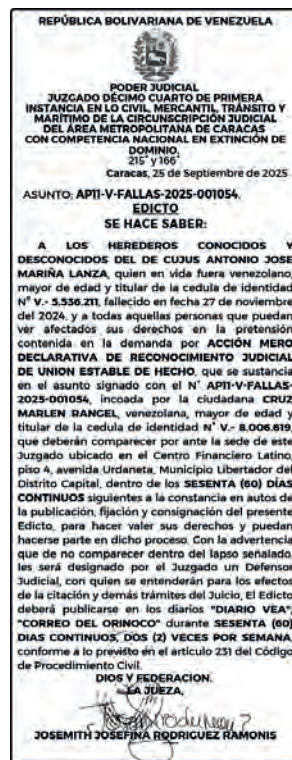 REPÚBLICA BOLIVARIANA DE VENEZUELA
PODER JUDICIAL
JUZGADO DÉCIMO CUARTO DE PRIMERA
INSTANCIA EN LO CIVIL, MERCANTIL, TRÁNSITO Y
MARÍTIMO DE LA CIRCUNSCRIPCIÓN JUDICIAL
DEL ÁREA METROPOLITANA DE CARACAS
CON COMPETENCIA NACIONAL EN EXTINCIÓN DE
DOMINIO.
215° y 166°
Caracas, 25 de Septiembre de 2025
ASUNTO: AP11-V-FALLAS-2025-001054.
EDICTO
SE HACE SABER:
A LOS HEREDEROS CONOCIDOS Y
DESCONOCIDOS DEL DE CUJUS ANTONIO JOSE
MARIÑA LANZA, quien en vida fuera venezolano,
mayor de edad y titular de la cedula de identidad
N° V.- 5.536.211, fallecido en fecha 27 de noviembre
del 2024, y a todas aquellas personas que puedan
ver afectados sus derechos en la pretensión
contenida en la demanda por ACCIÓN MERO
DECLARATIVA DE RECONOCIMIENTO JUDICIAL
DE UNION ESTABLE DE HECHO, que se sustancia
en el asunto signado con el N° AP11-V-FALLAS-
2025-001054, incoada por la ciudadana CRUZ
MARLEN RANGEL, venezolana, mayor de edad y
titular de la cedula de identidad N° V.- 8.006.619,
que deberán comparecer por ante la sede de este
Juzgado ubicado en el Centro Financiero Latino,
piso 4, avenida Urdaneta, Municipio Libertador del
Distrito Capital, dentro de los SESENTA (60) DÍAS
CONTINUOS siguientes a la constancia en autos de
la publicación, fijación y consignación del presente
Edicto, para hacer valer sus derechos y puedan
hacerse parte en dicho proceso. Con la advertencia
que de no comparecer dentro del lapso señalado,
les será designado por el Juzgado un Defensor
Judicial, con quien se entenderán para los efectos
de la citación y demás trámites del Juicio, El Edicto
deberá publicarse en los diarios "DIARIO VEA",
"CORREO DEL ORINOCO" durante SESENTA (60)
DIAS CONTINUOS, DOS (2) VECES POR SEMANA,
conforme a lo previsto en el artículo 231 del Código
de Procedimiento Civil.
DIOS Y FEDERACION.
LA JUEZA,
JOSEMITH JOSEFINA RODRIGUEZ RAMONIS